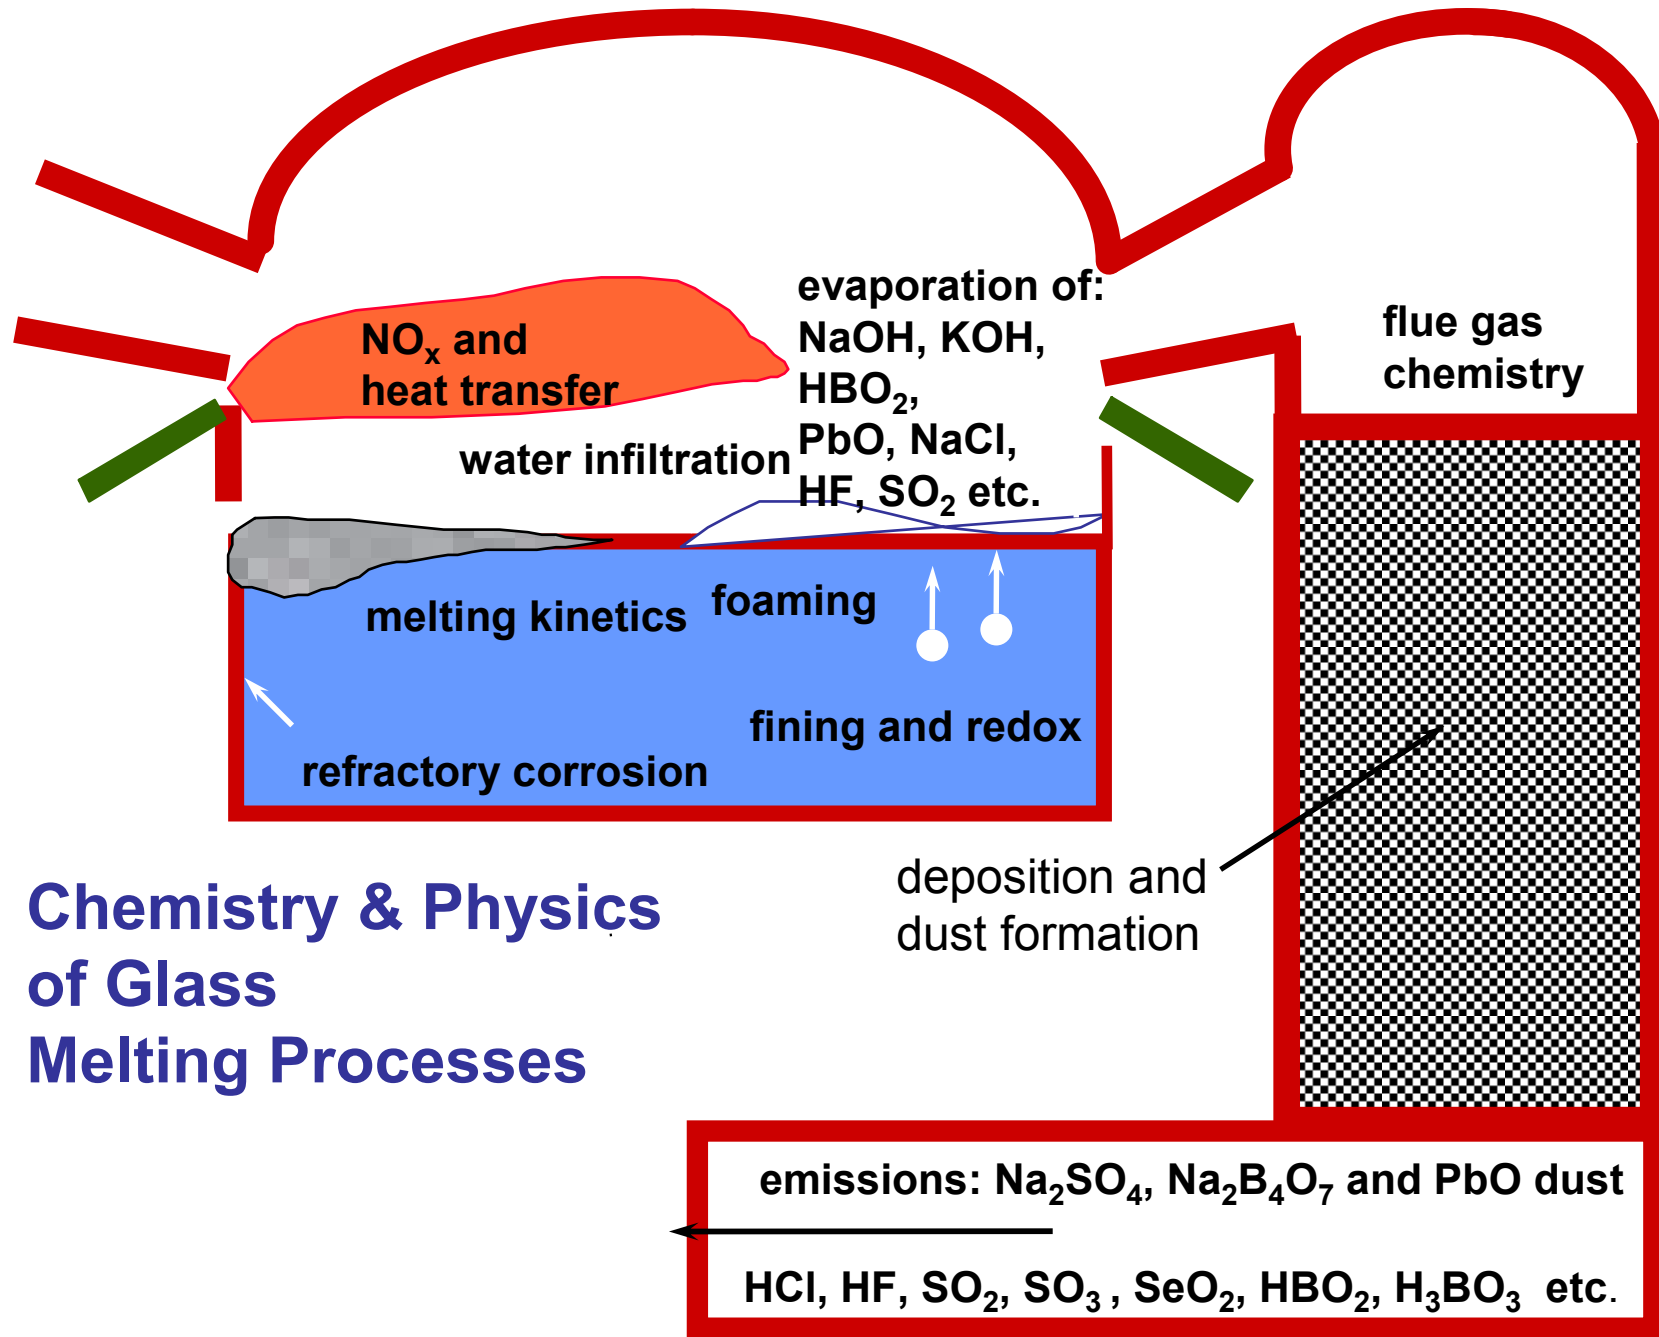 evaporation of:
NaOH, KOH,
HBO₂,
PbO, NaCl,
HF, SO₂ etc.
NOₓ and
heat transfer
flue gas
chemistry
water infiltration
melting kinetics
foaming
fining and redox
refractory corrosion
deposition and
dust formation
Chemistry & Physics
of Glass
Melting Processes
emissions: Na₂SO₄, Na₂B₄O₇ and PbO dust
HCl, HF, SO₂, SO₃ , SeO₂, HBO₂, H₃BO₃ etc.